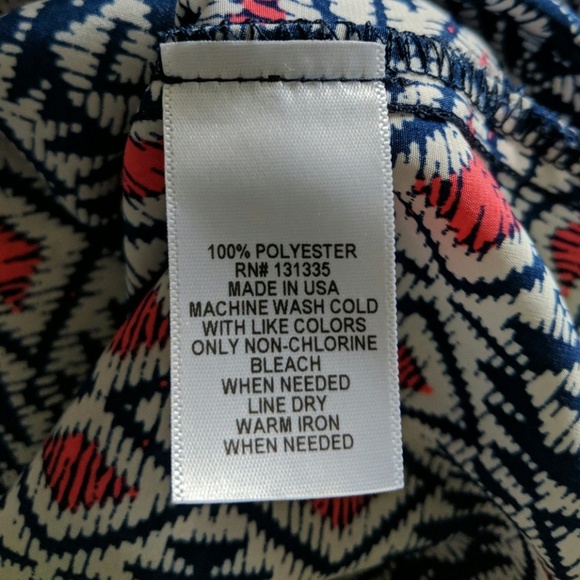 100% POLYESTER
RN# 131335
MADE IN USA
MACHINE WASH COLD
WITH LIKE COLORS
ONLY NON-CHLORINE
BLEACH
WHEN NEEDED
LINE DRY
WARM IRON
WHEN NEEDED